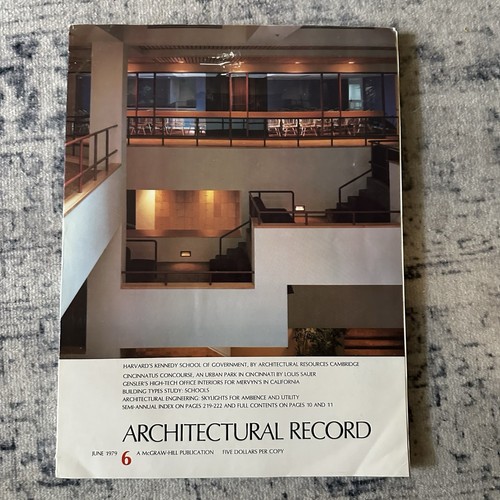 HARVARD'S KENNEDY SCHOOL OF GOVERNMENT, BY ARCHITECTURAL RESOURCES CAMBRIDGE
CINCINNATUS CONCOURSE, AN URBAN PARK IN CINCINNATI BY LOUIS SAUER
GENSLER'S HIGH-TECH OFFICE INTERIORS FOR MERVYN'S IN CALIFORNIA
BUILDING TYPES STUDY: SCHOOLS
ARCHITECTURAL ENGINEERING: SKYLIGHTS FOR AMBIENCE AND UTILITY
SEMI-ANNUAL INDEX ON PAGES 219-222 AND FULL CONTENTS ON PAGES 10 AND 11
ARCHITECTURAL RECORD
JUNE 1979 6 A McGRAW-HILL PUBLICATION FIVE DOLLARS PER COPY